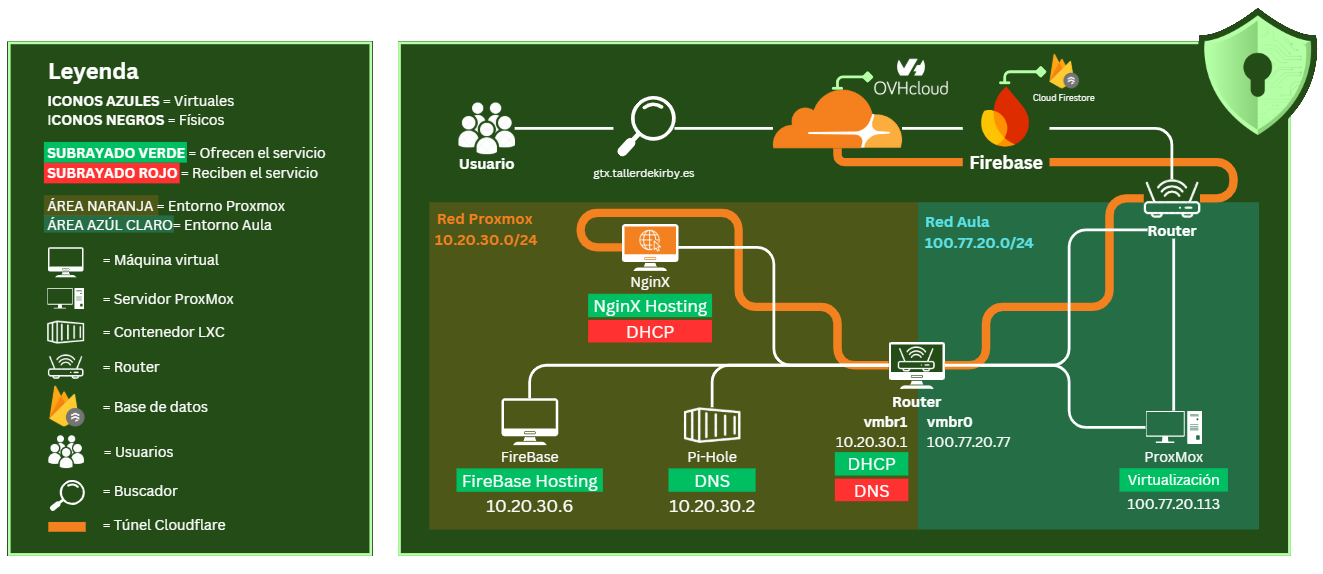 Leyenda
ICONOS AZULES = Virtuales
ICONOS NEGROS = Físicos
SUBRAYADO VERDE = Ofrecen el servicio
SUBRAYADO ROJO = Reciben el servicio
ÁREA NARANJA = Entorno Proxmox
ÁREA AZÚL CLARO= Entorno Aula
= Máquina virtual
= Servidor ProxMox
= Contenedor LXC
= Router
= Base de datos
= Usuarios
= Buscador
= Túnel Cloudflare
OVHcloud
Cloud Firestore
Usuario
gtx.tallerdekirby.es
Firebase
Red Proxmox
10.20.30.0/24
Red Aula
100.77.20.0/24
Router
NginX
NginX Hosting
DHCP
Router
vmbr1
10.20.30.1
DHCP
DNS
vmbr0
100.77.20.77
FireBase
FireBase Hosting
10.20.30.6
Pi-Hole
DNS
10.20.30.2
ProxMox
Virtualización
100.77.20.113